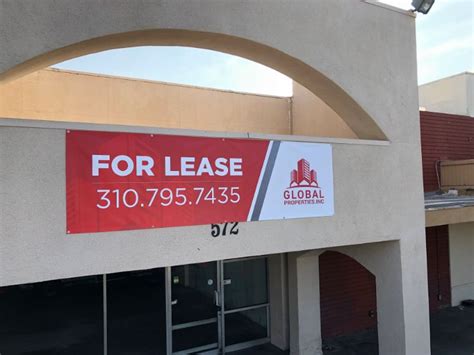 FOR LEASE
310.795.7435
GLOBAL
PROPERTIES, INC
572